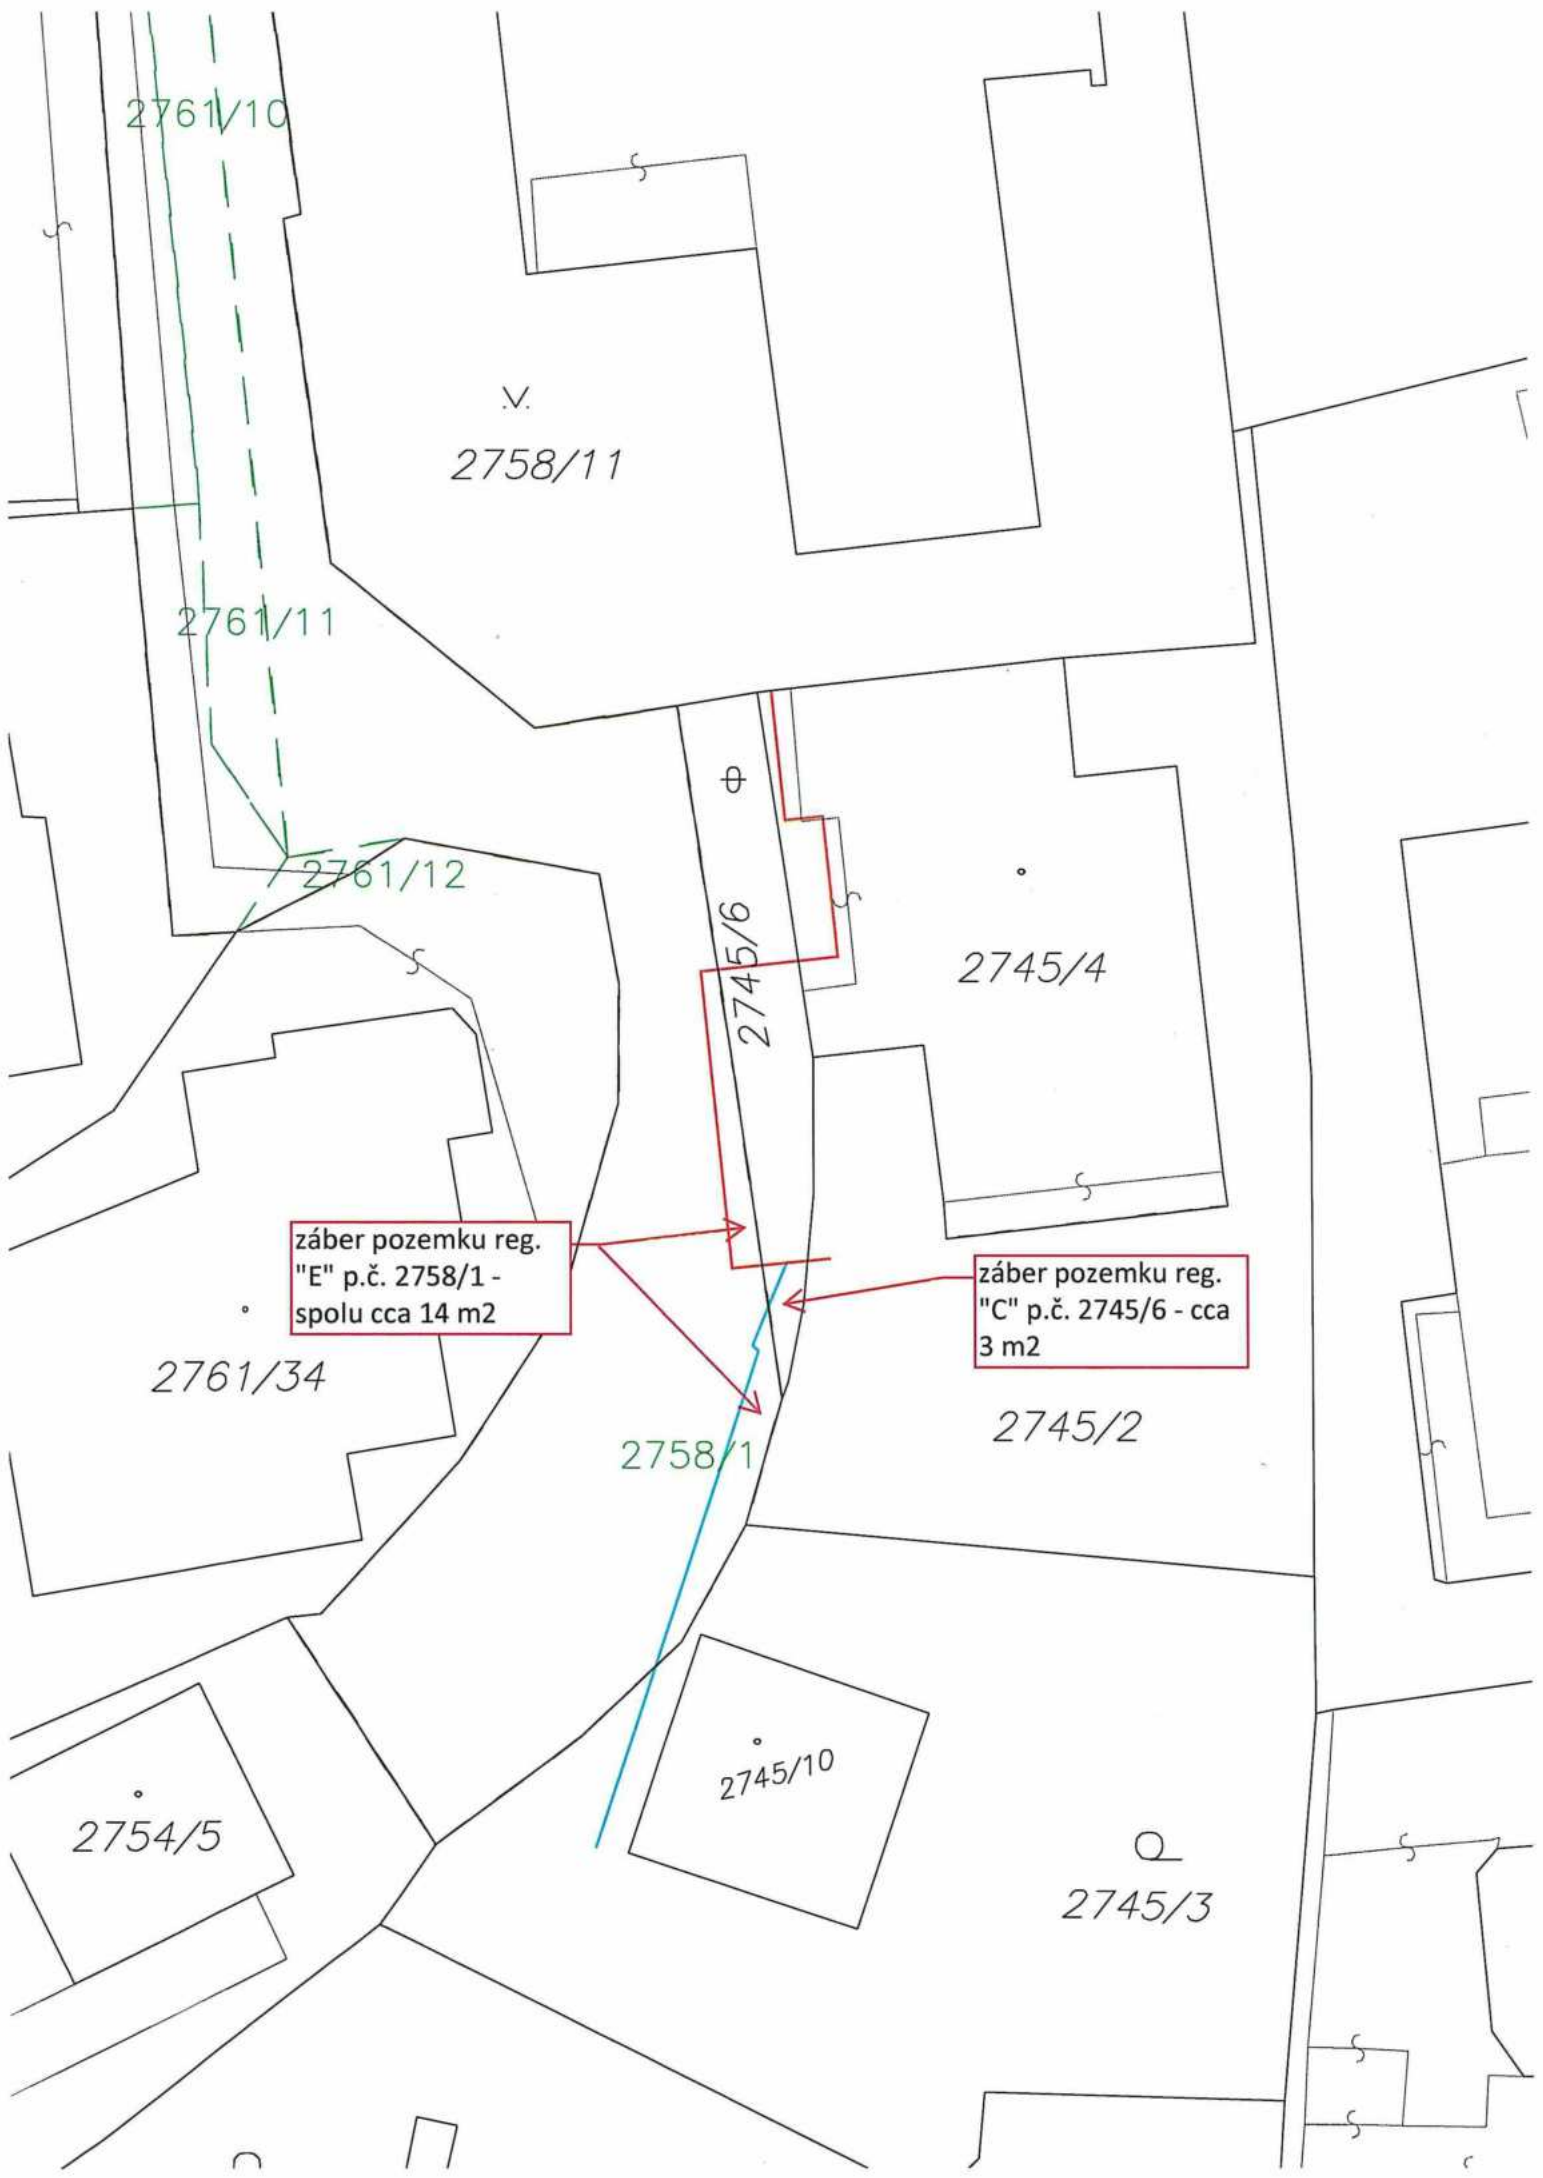 2761/10
2758/11
2761/11
2761/12
2745/6
2745/4
záber pozemku reg.
"E" p.č. 2758/1 -
spolu cca 14 m2
záber pozemku reg.
"C" p.č. 2745/6 - cca
3 m2
2761/34
2745/2
2758/1
2745/10
2754/5
2745/3